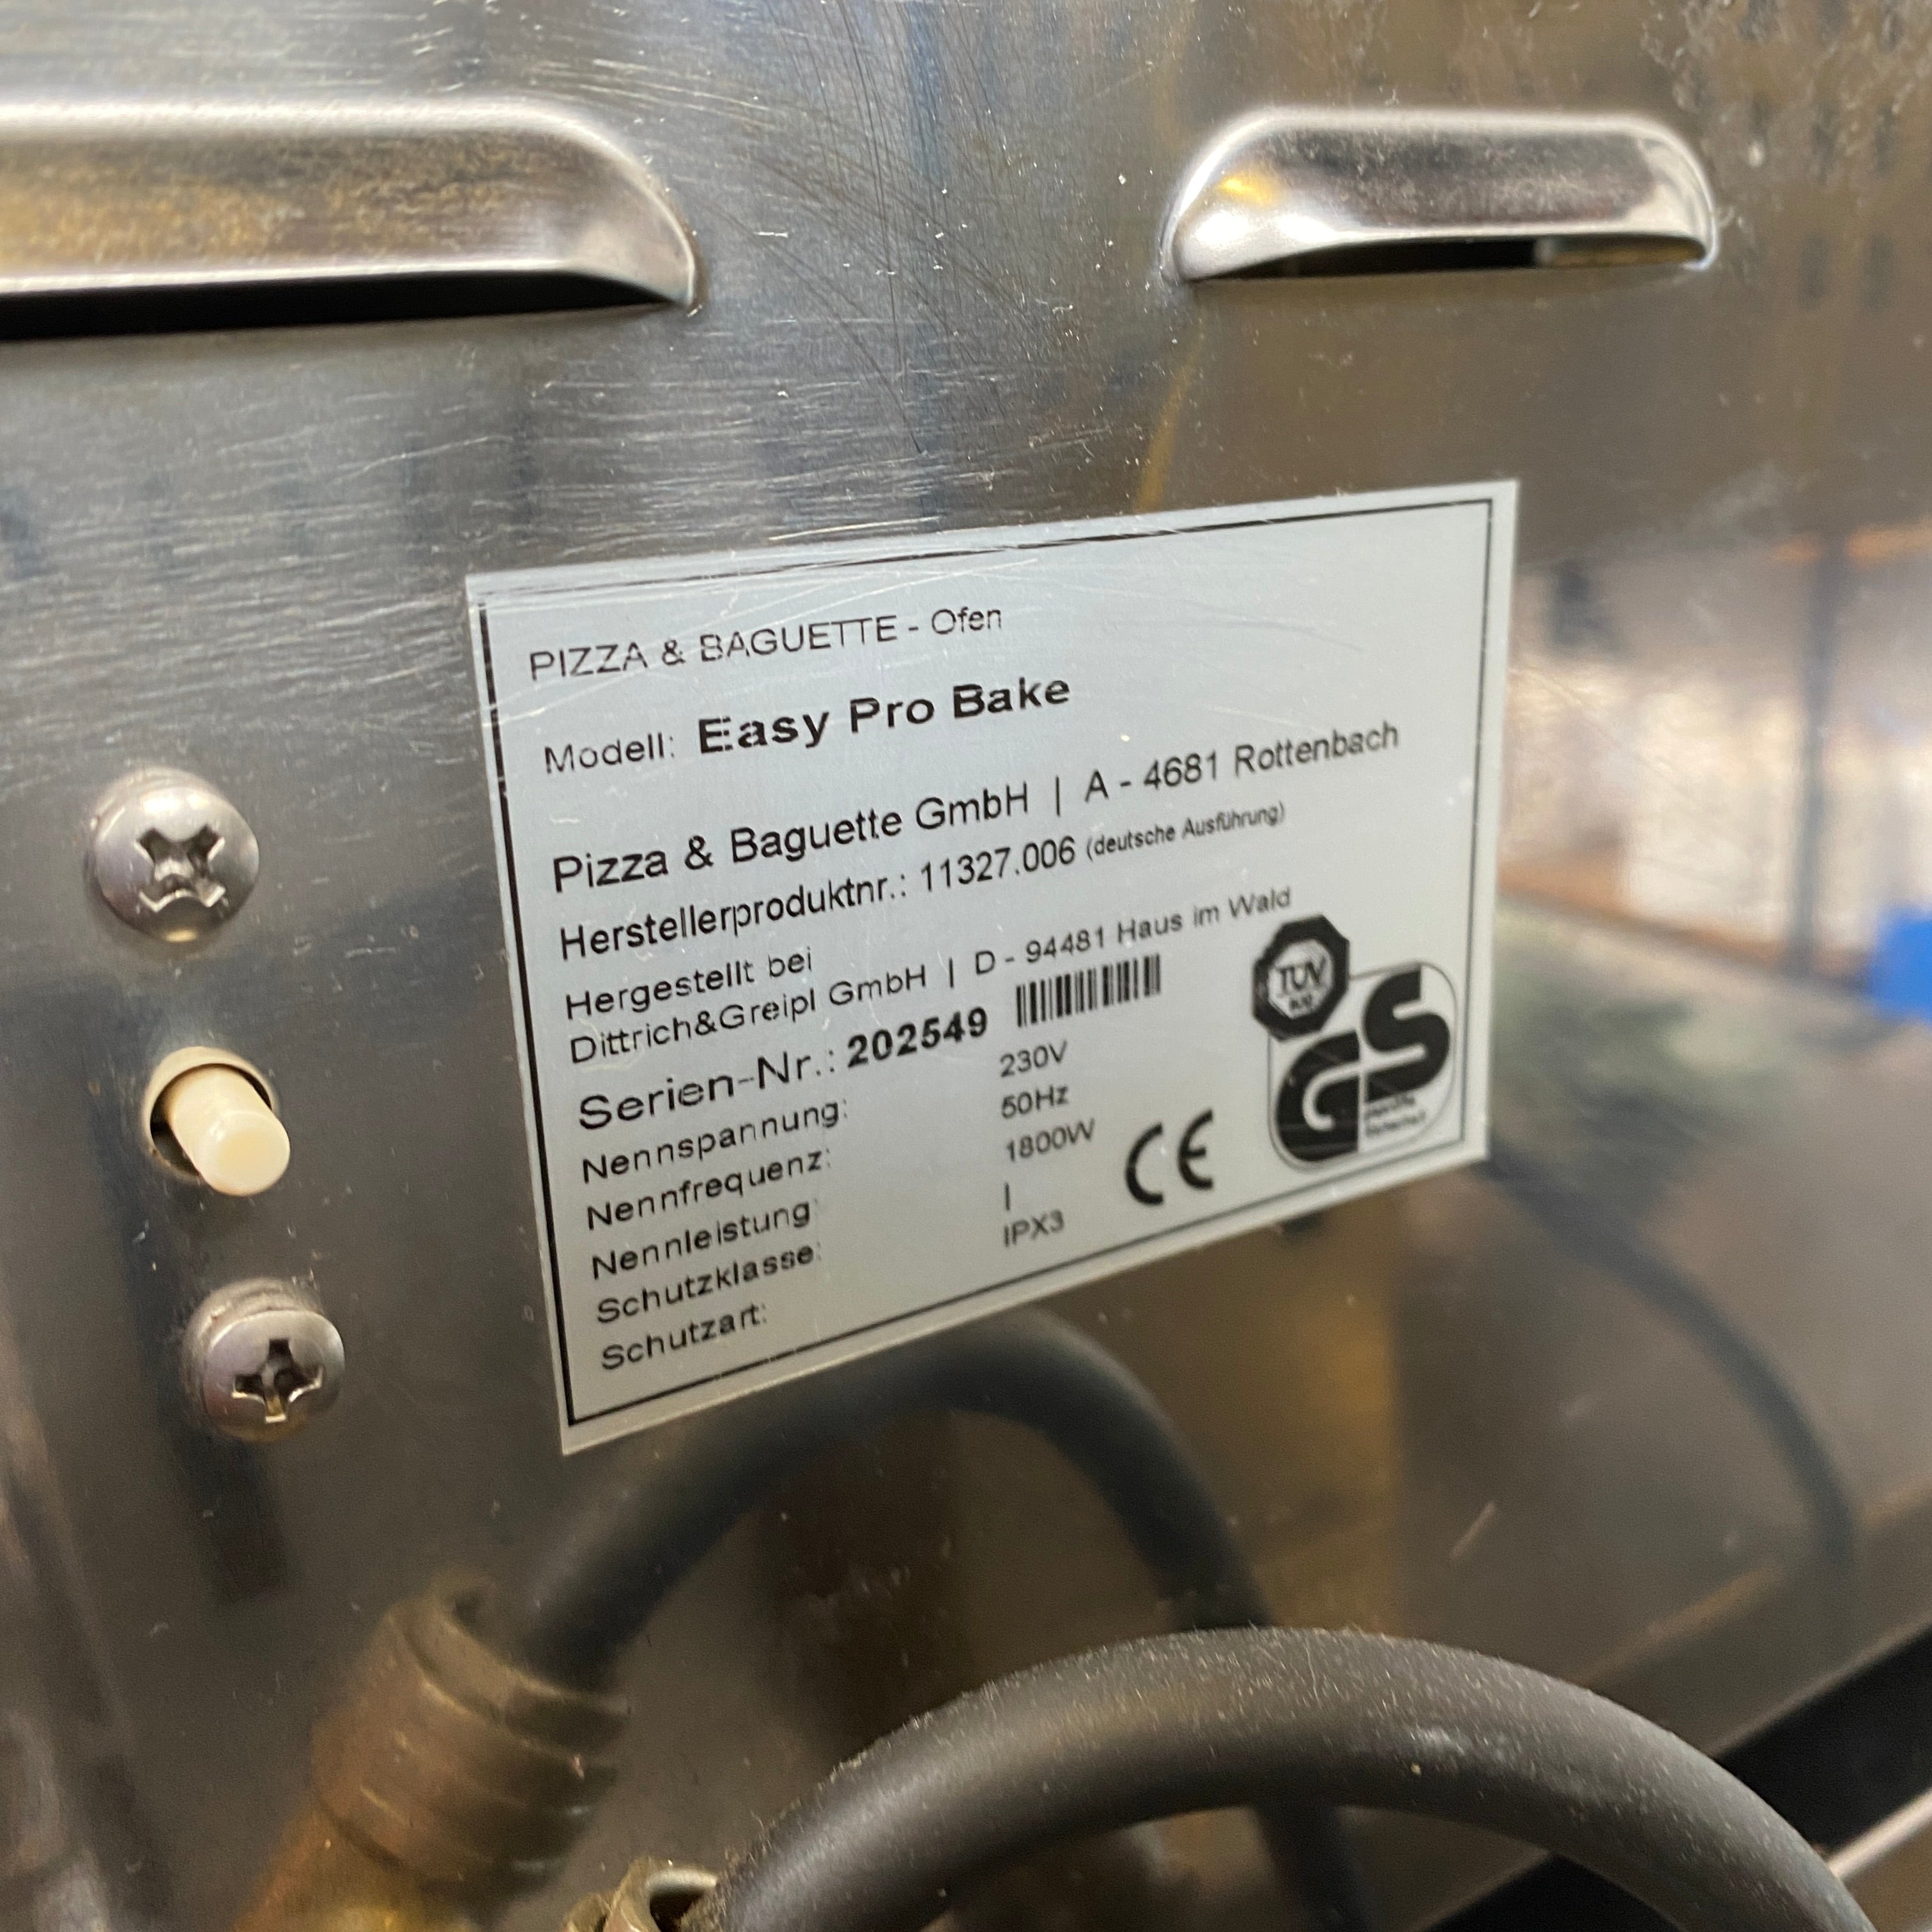 PIZZA & BAGUETTE - Ofen
Modell: Easy Pro Bake
Pizza & Baguette GmbH | A - 4681 Rottenbach
Herstellerproduktnr.: 11327.006 (deutsche Ausführung)
Hergestellt bei
Dittrich&Greipl GmbH | D - 94481 Haus im Wald
Serien-Nr.: 202549
Nennspannung: 230V
Nennfrequenz: 50Hz
Nennleistung: 1800W
Schutzklasse: I
Schutzart: IPX3
CE
TÜV
GS